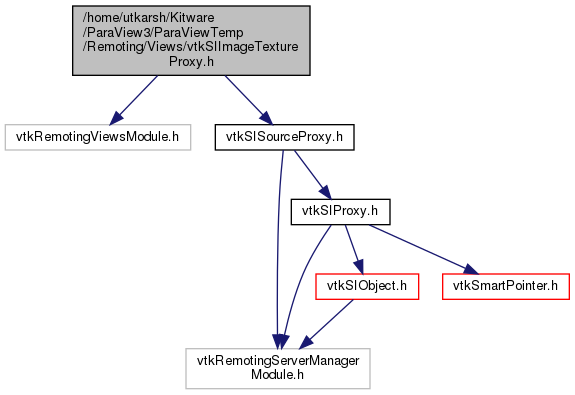 /home/utkarsh/Kitware
/ParaView3/ParaViewTemp
/Remoting/Views/vtkSIImageTexture
Proxy.h
vtkRemotingViewsModule.h
vtkSISourceProxy.h
vtkSIProxy.h
vtkSIObject.h
vtkSmartPointer.h
vtkRemotingServerManager
Module.h